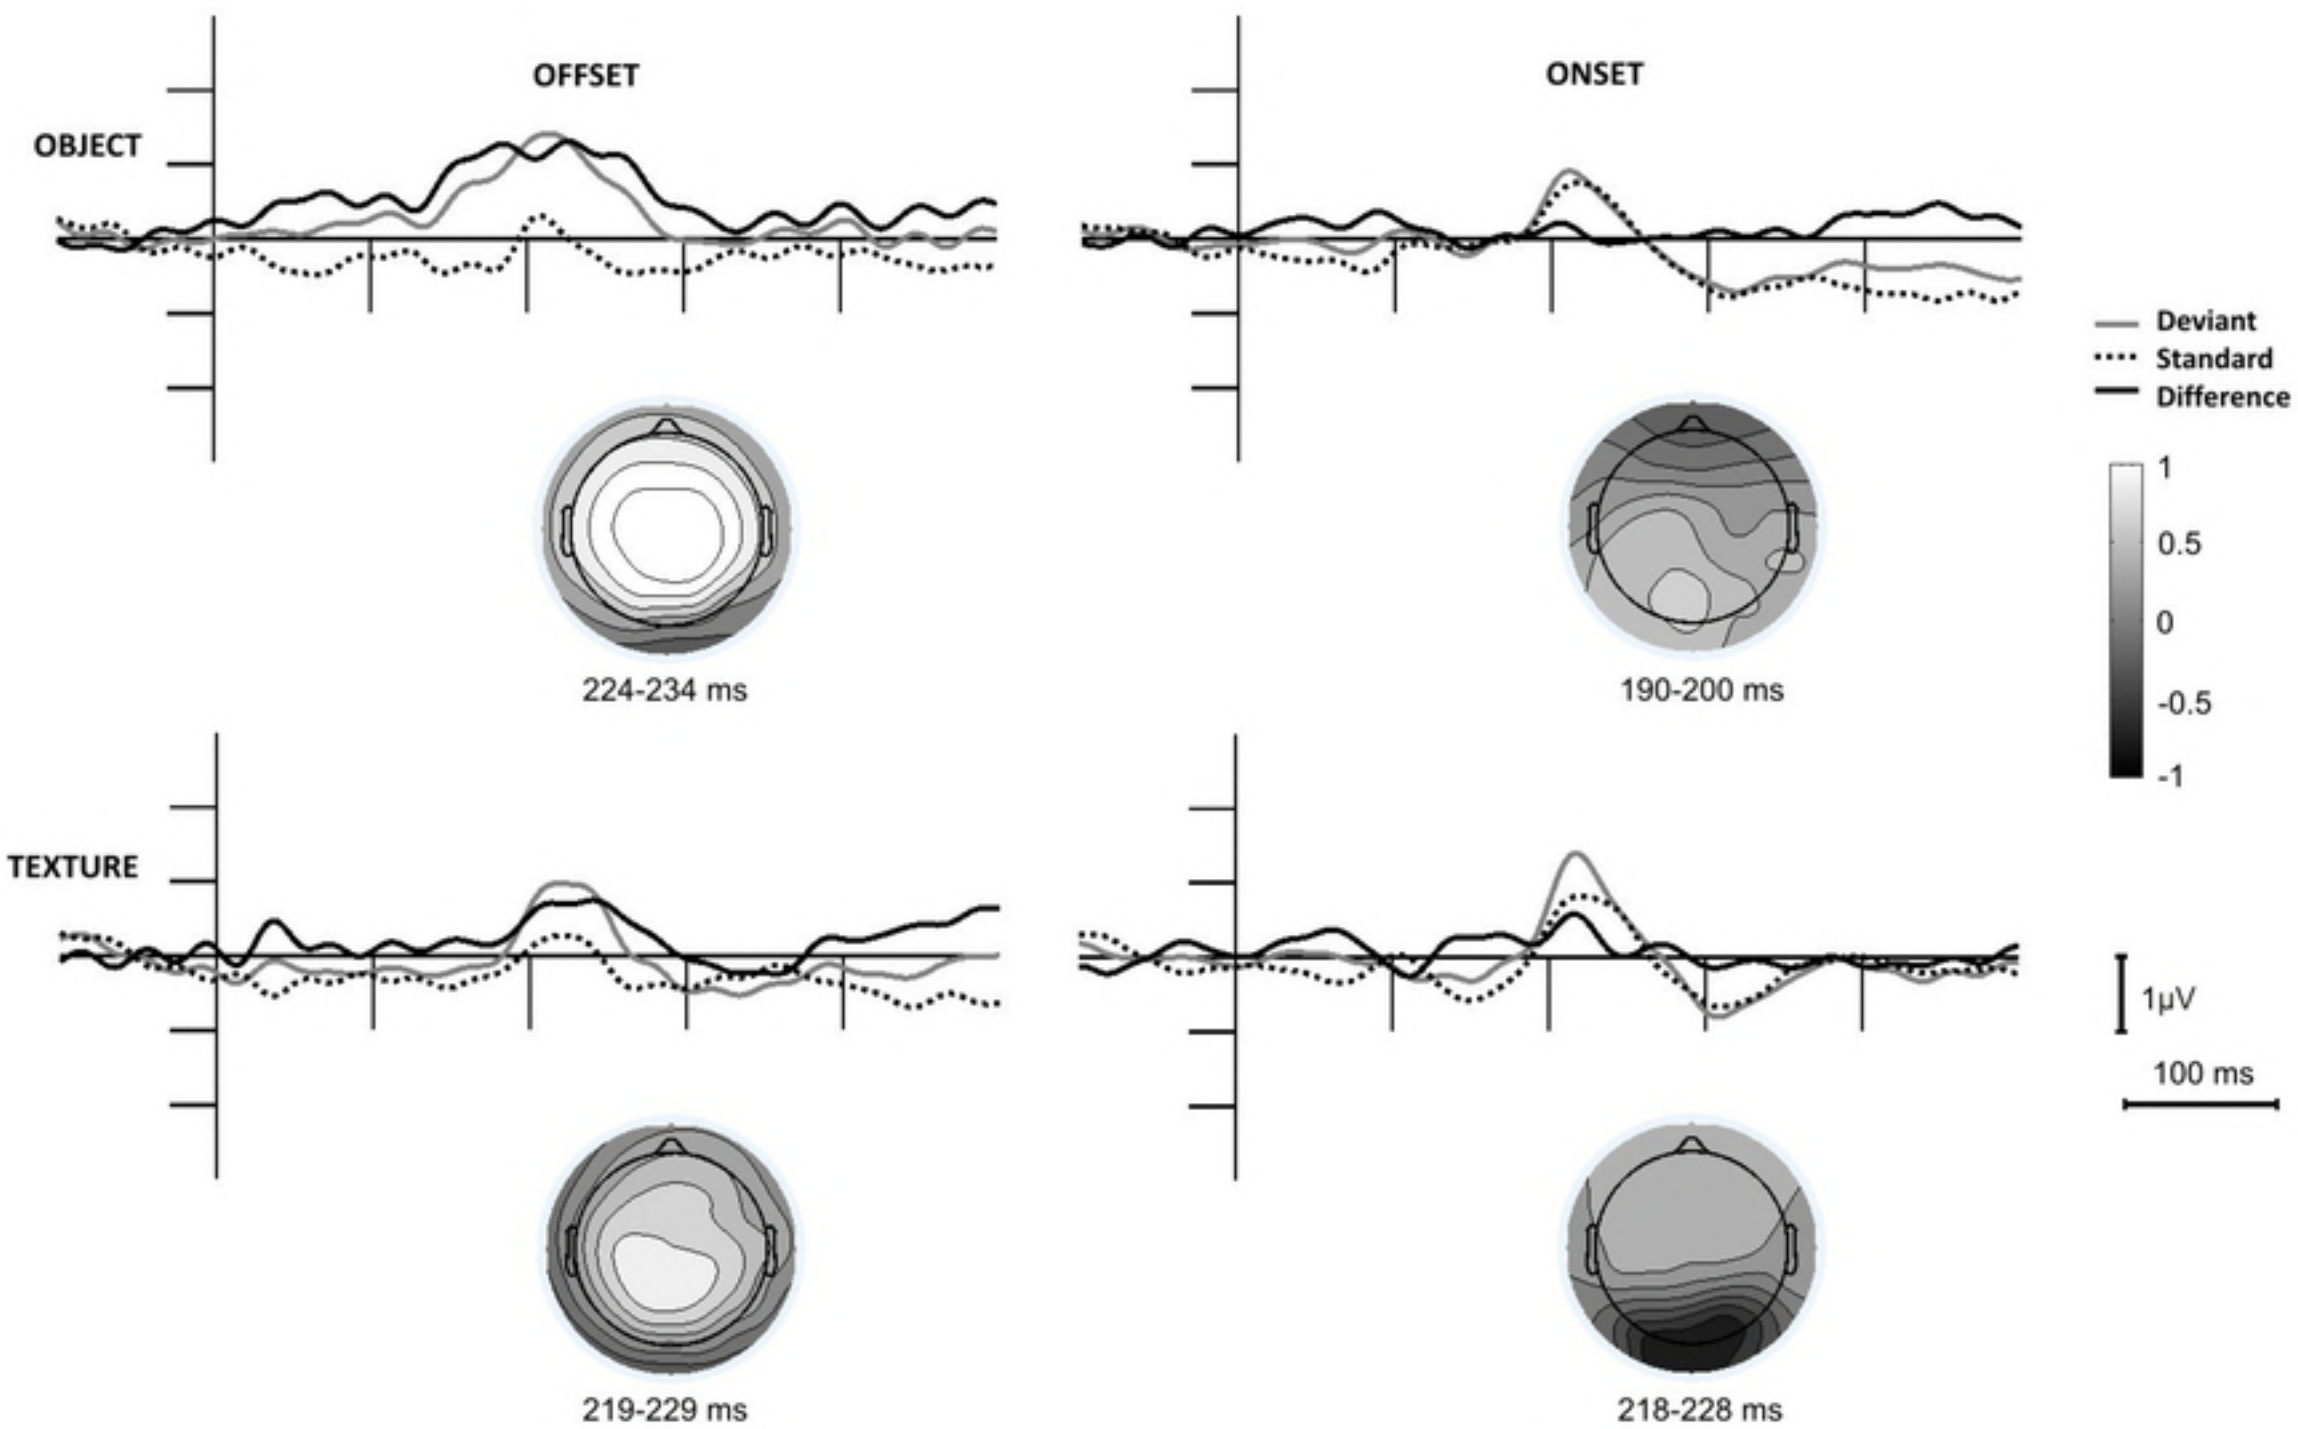 OFFSET
ONSET
OBJECT
Deviant
Standard
Difference
1
0.5
0
-0.5
-1
224-234 ms
190-200 ms
TEXTURE
1µV
100 ms
219-229 ms
218-228 ms